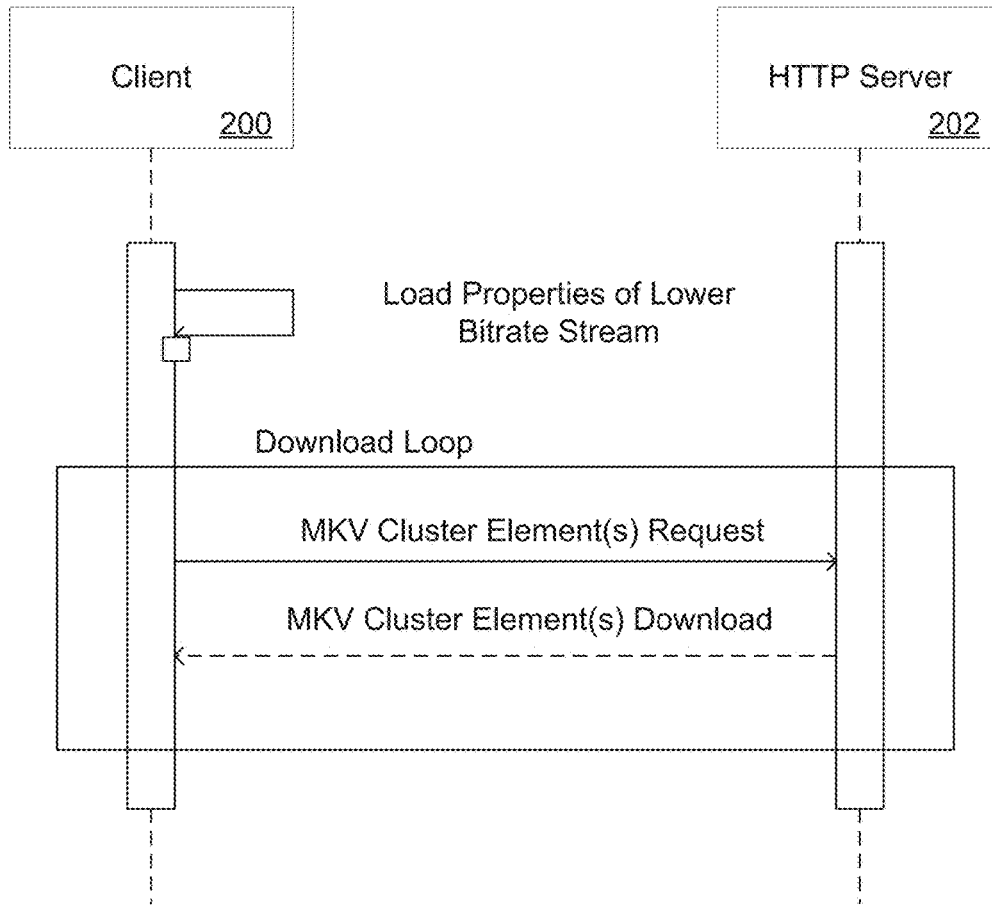 Client
200
HTTP Server
202
Load Properties of Lower
Bitrate Stream
Download Loop
MKV Cluster Element(s) Request
MKV Cluster Element(s) Download